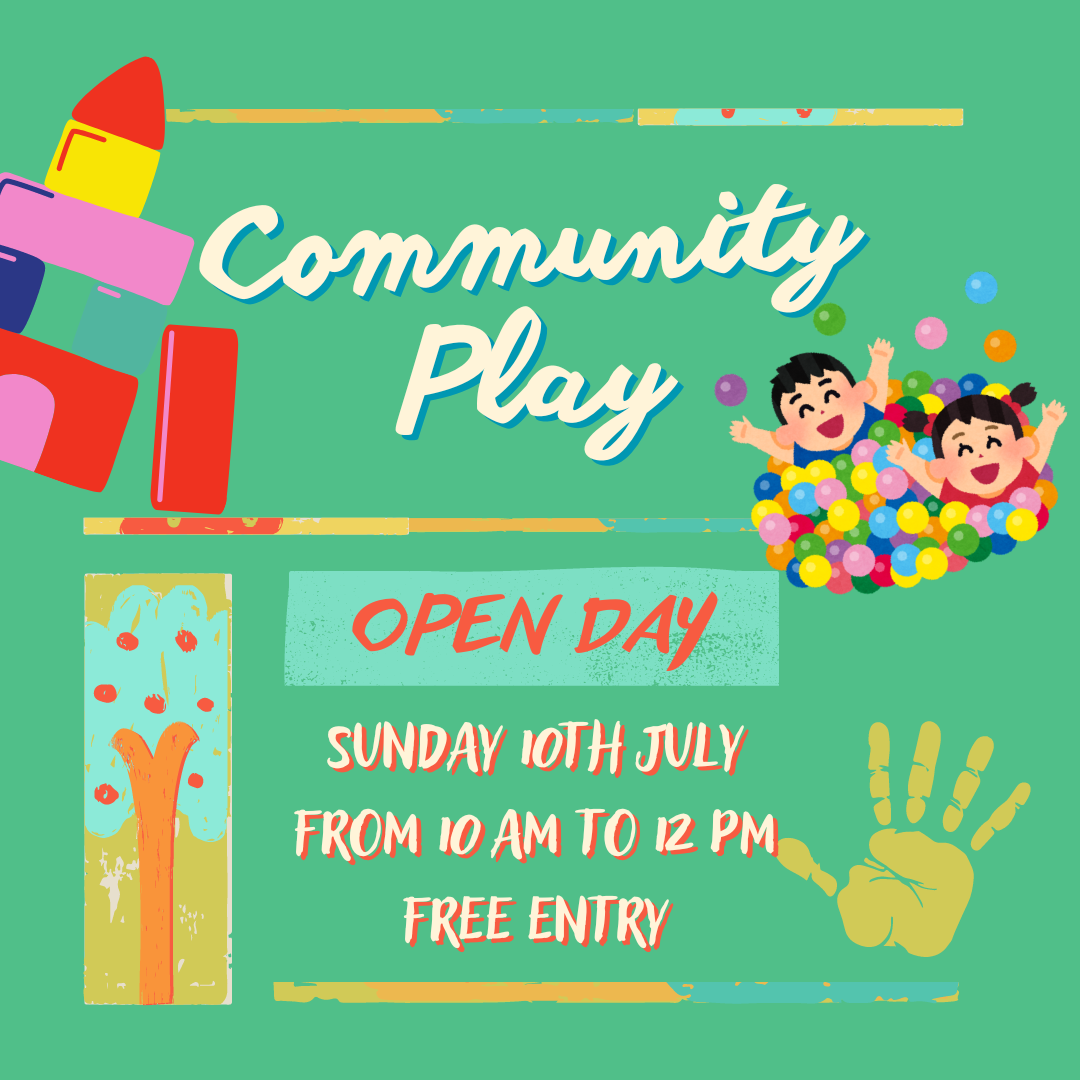 Community
Play
OPEN DAY
SUNDAY 10TH JULY
FROM 10 AM TO 12 PM
FREE ENTRY